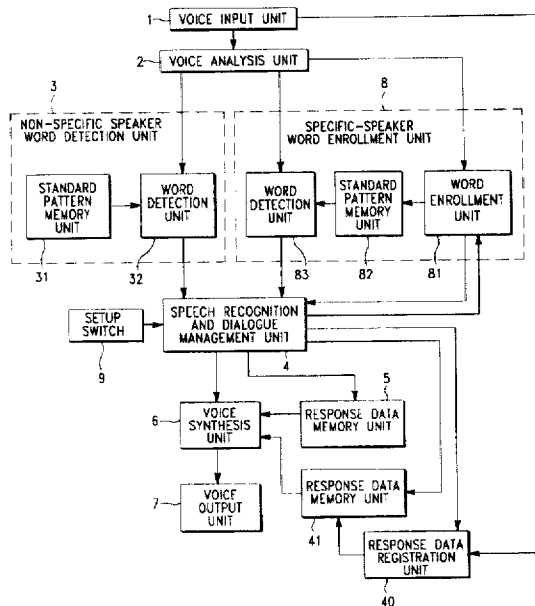 1
VOICE INPUT UNIT
2
VOICE ANALYSIS UNIT
3
NON-SPECIFIC SPEAKER
WORD DETECTION UNIT
8
SPECIFIC-SPEAKER
WORD ENROLLMENT UNIT
STANDARD
PATTERN
MEMORY
UNIT
31
WORD
DETECTION
UNIT
32
WORD
DETECTION
UNIT
83
STANDARD
PATTERN
MEMORY
UNIT
82
WORD
ENROLLMENT
UNIT
81
SETUP
SWITCH
9
SPEECH RECOGNITION
AND DIALOGUE
MANAGEMENT UNIT
4
6
VOICE
SYNTHESIS
UNIT
5
RESPONSE DATA
MEMORY UNIT
7
VOICE
OUTPUT
UNIT
RESPONSE DATA
MEMORY UNIT
41
RESPONSE DATA
REGISTRATION
UNIT
40